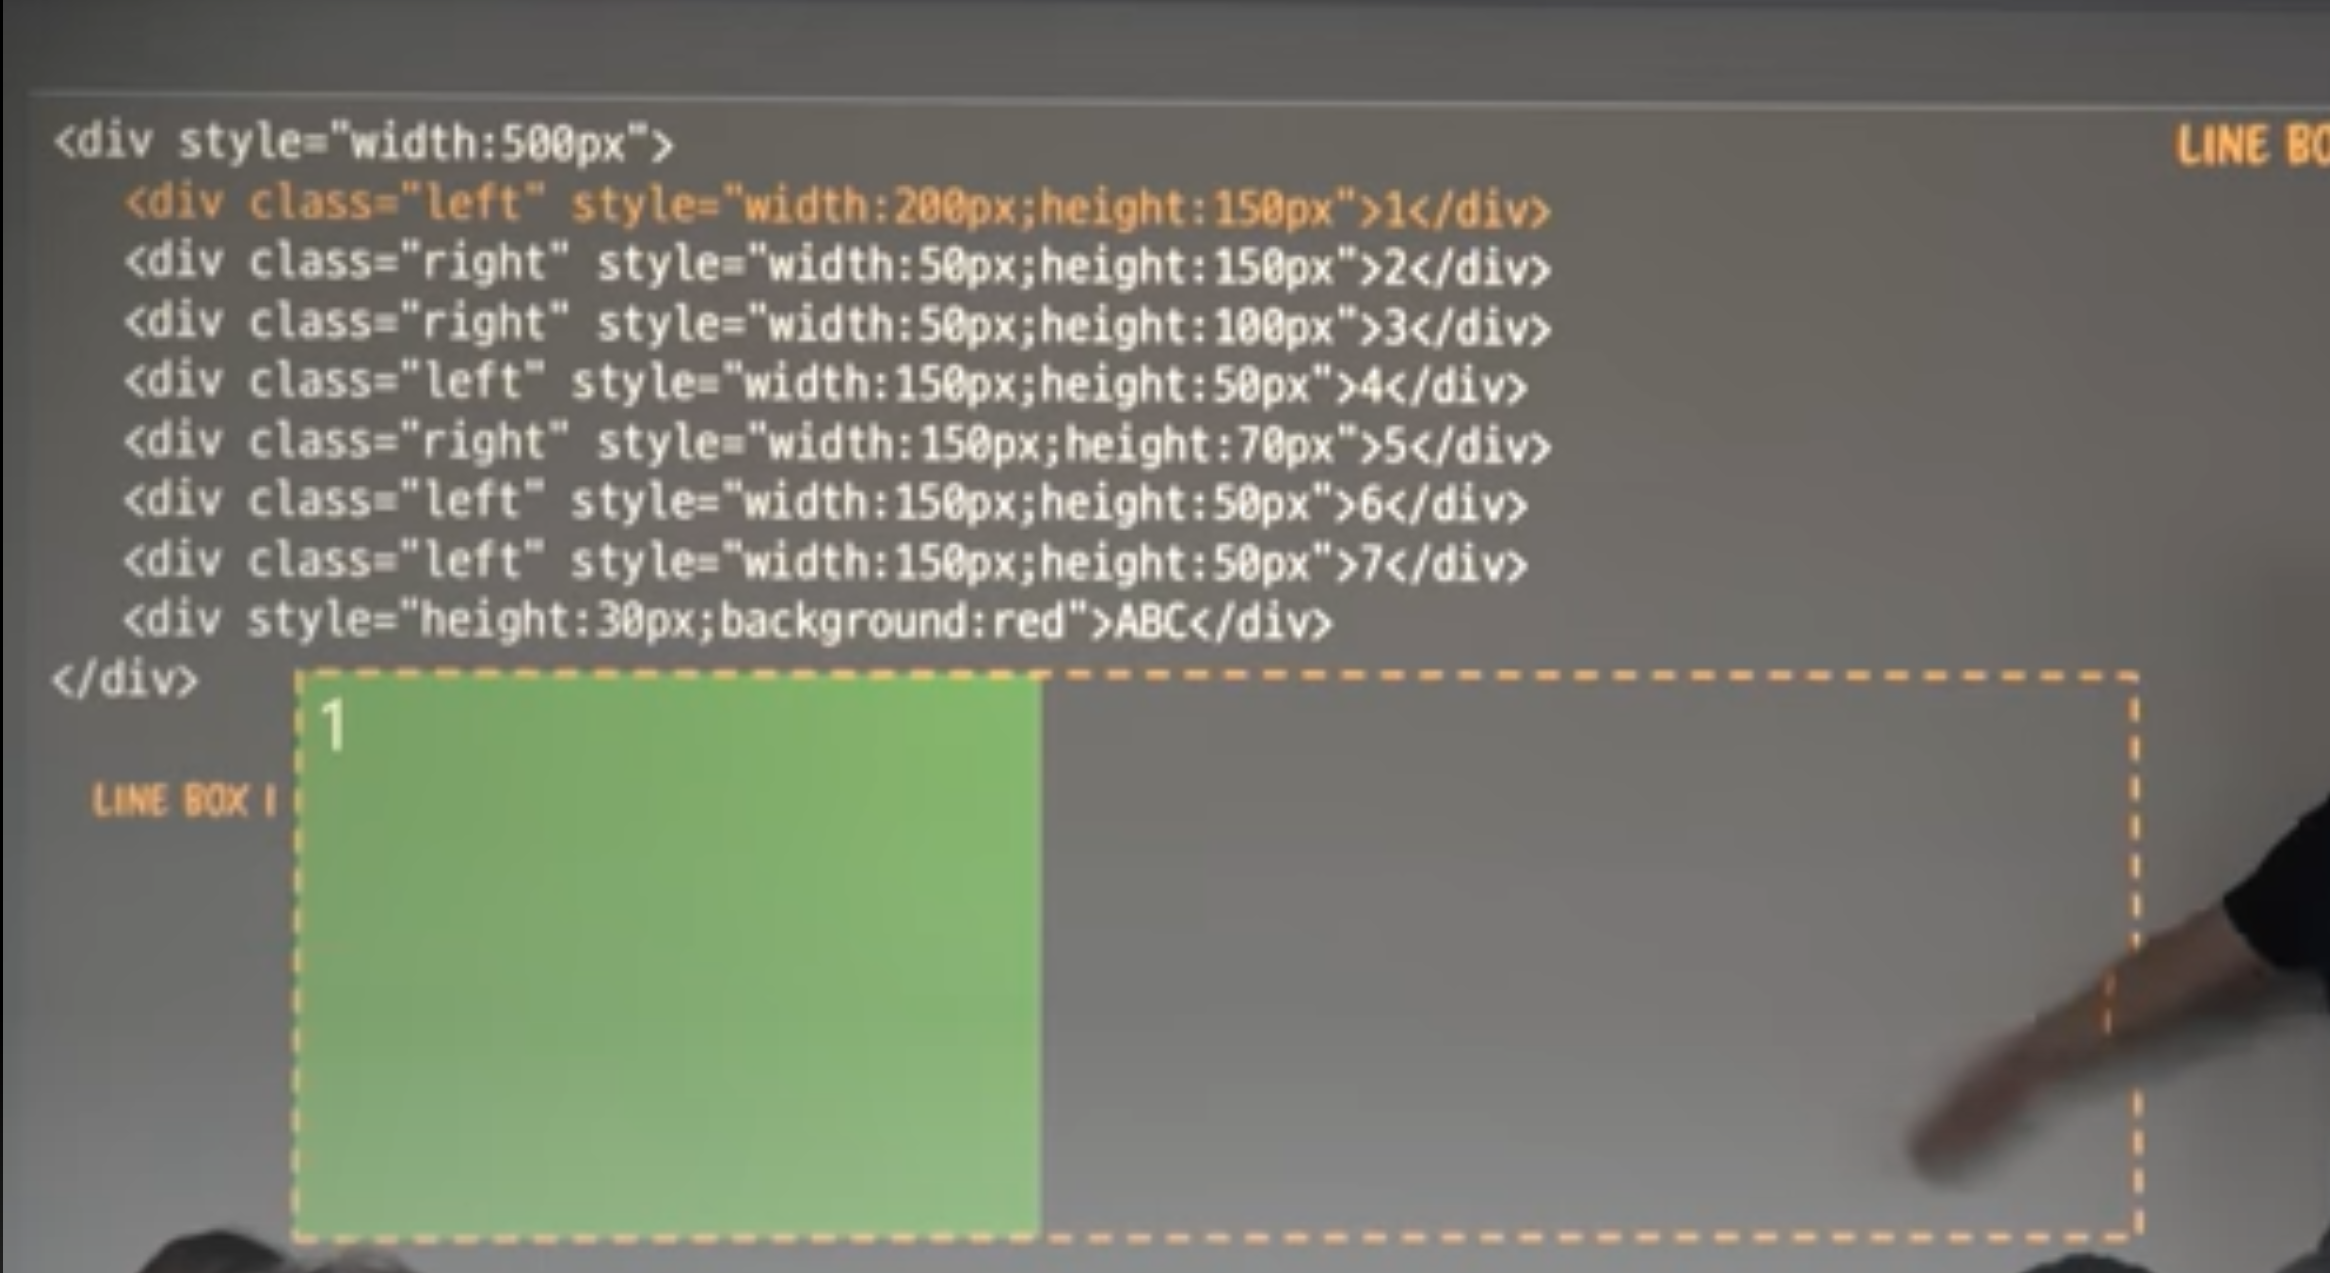 <div style="width:500px">
LINE
<div class="left" style="width:200px;height:150px">1</div>
<div class="right" style="width:50px;height:150px">2</div>
<div class="right" style="width:50px;height:100px">3</div>
<div class="left" style="width:150px;height:50px">4</div>
<div class="right" style="width:150px;height:70px">5</div>
<div class="left" style="width:150px;height:50px">6</div>
<div class="left" style="width:150px;height:50px">7</div>
<div style="height:30px;background:red">ABC</div>
</div>
1
LINE BOX 1